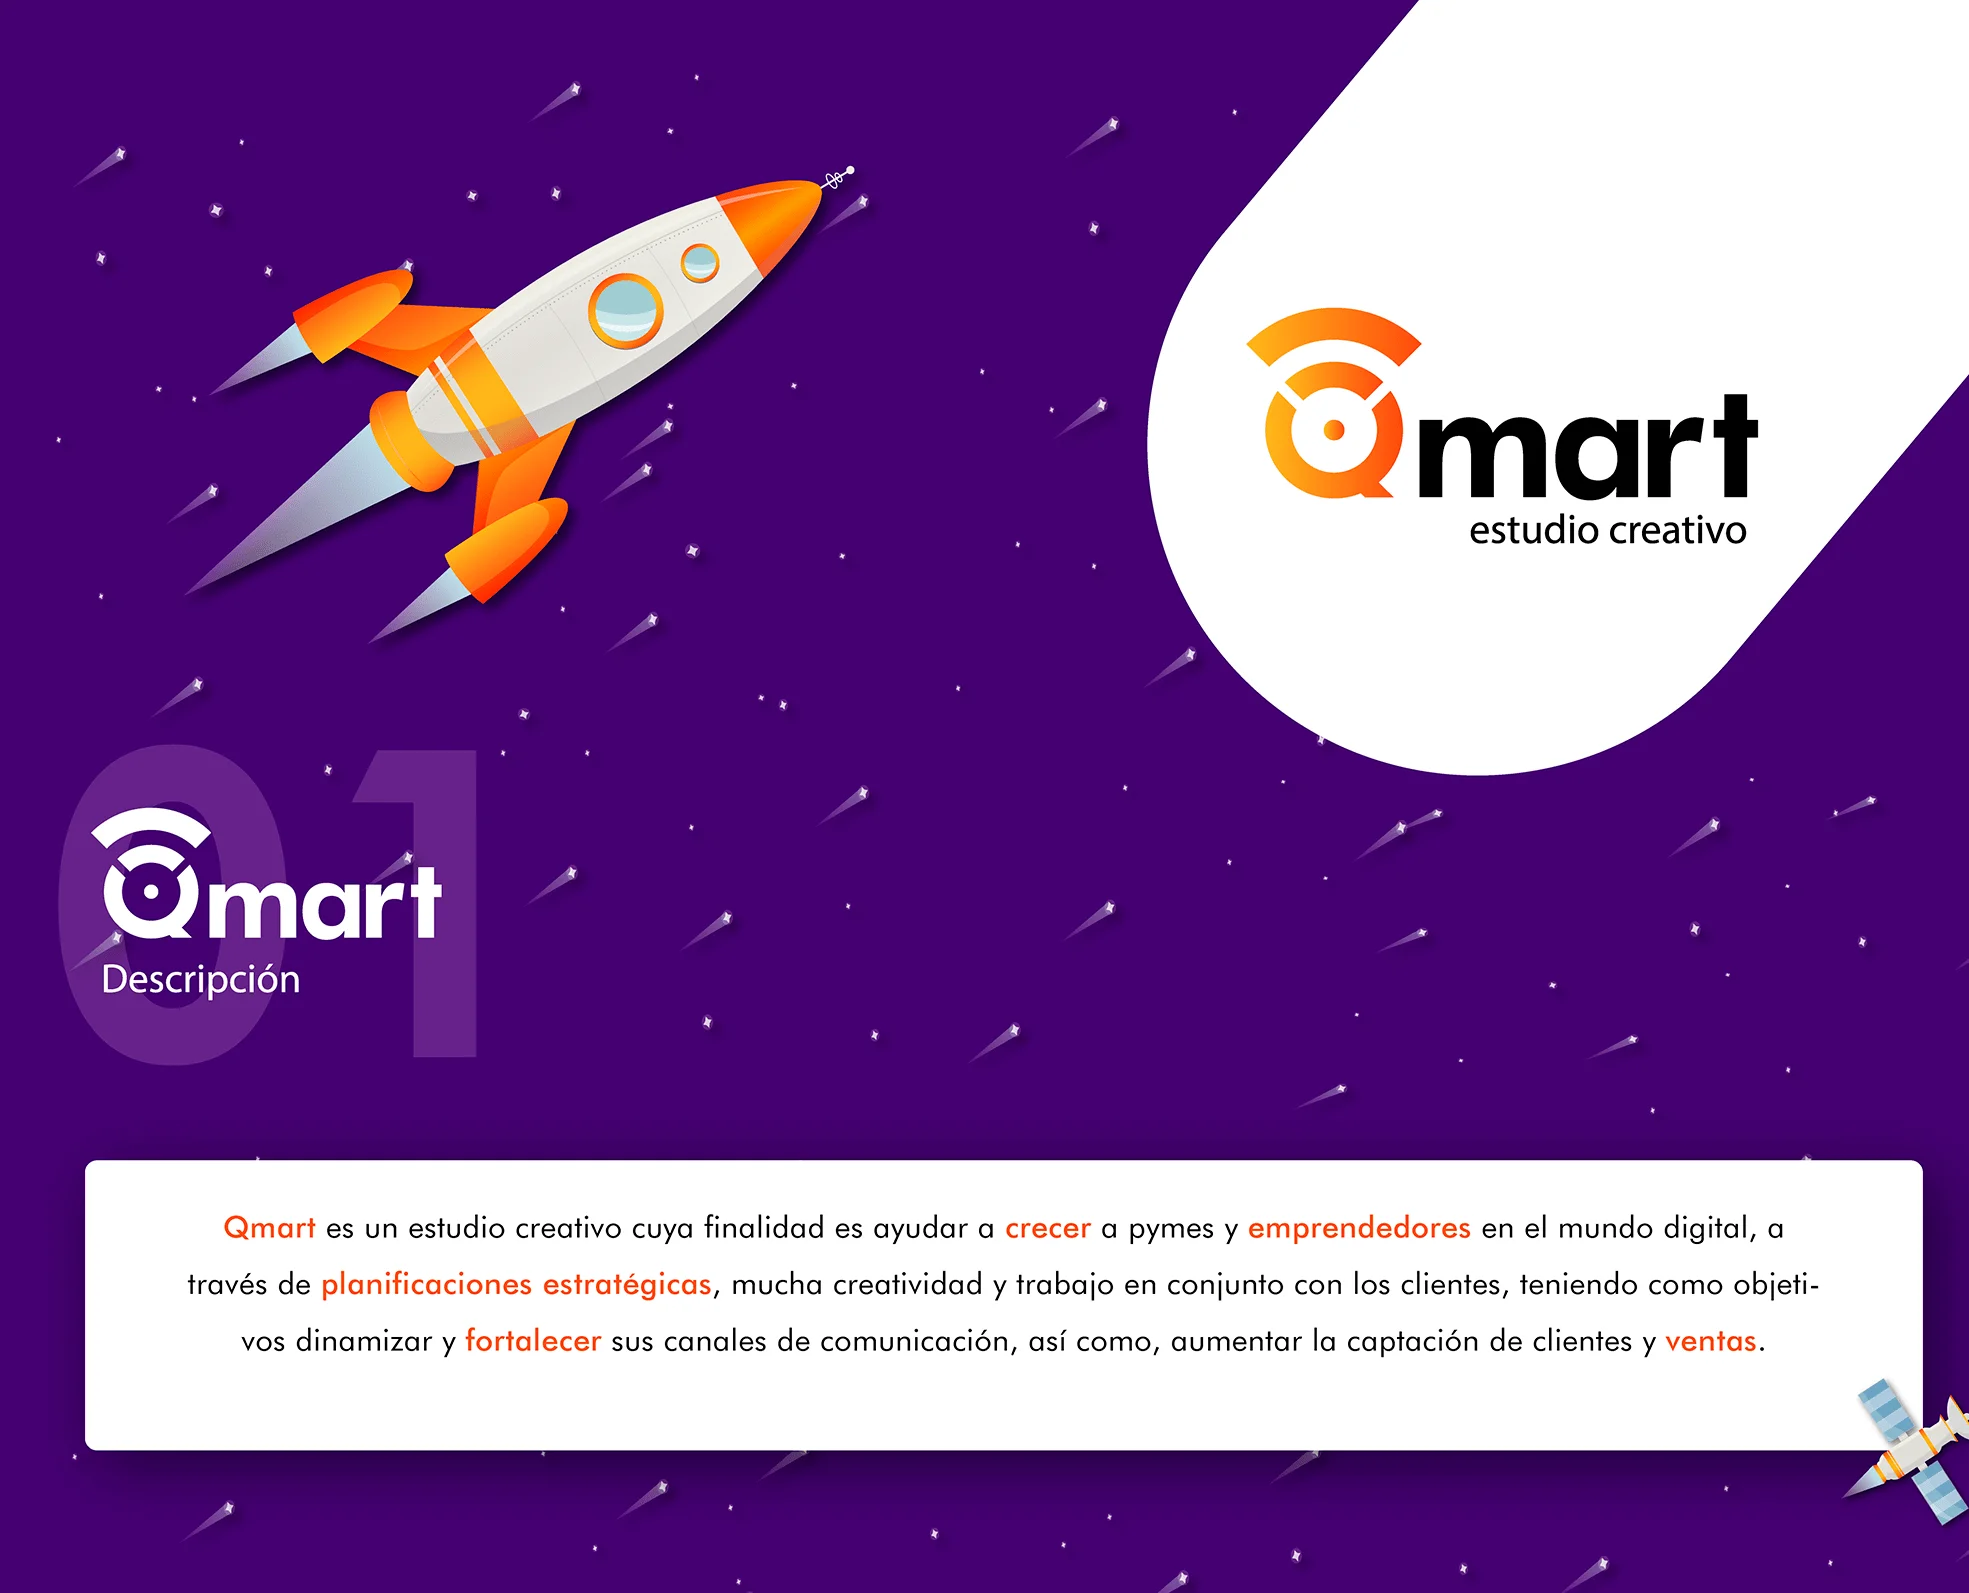 Qmart
estudio creativo
01
Qmart
Descripción
Qmart es un estudio creativo cuya finalidad es ayudar a crecer a pymes y emprendedores en el mundo digital, a
través de planificaciones estratégicas, mucha creatividad y trabajo en conjunto con los clientes, teniendo como objeti-
vos dinamizar y fortalecer sus canales de comunicación, así como, aumentar la captación de clientes y ventas.